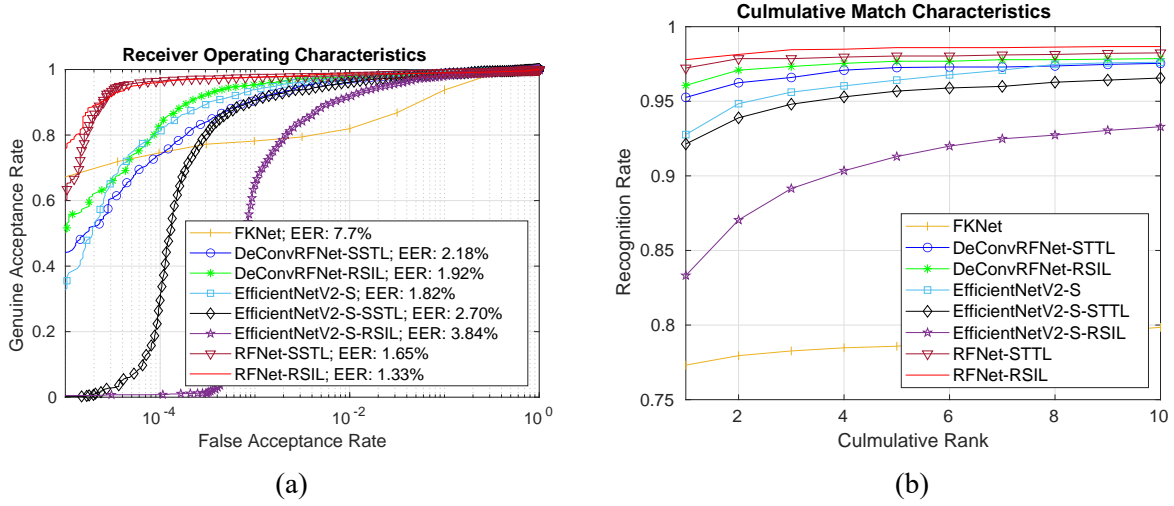 Receiver Operating Characteristics
1
0.8
0.6
0.4
0.2
0
Genuine Acceptance Rate
FKNet; EER: 7.7%
DeConvRFNet-SSTL; EER: 2.18%
DeConvRFNet-RSIL; EER: 1.92%
EfficientNetV2-S; EER: 1.82%
EfficientNetV2-S-SSTL; EER: 2.70%
EfficientNetV2-S-RSIL; EER: 3.84%
RFNet-SSTL; EER: 1.65%
RFNet-RSIL; EER: 1.33%
10^-4 10^-2 10^0
False Acceptance Rate
(a)
Culmulative Match Characteristics
1
0.95
0.9
0.85
0.8
0.75
Recognition Rate
FKNet
DeConvRFNet-STTL
DeConvRFNet-RSIL
EfficientNetV2-S
EfficientNetV2-S-STTL
EfficientNetV2-S-RSIL
RFNet-STTL
RFNet-RSIL
2 4 6 8 10
Culmulative Rank
(b)